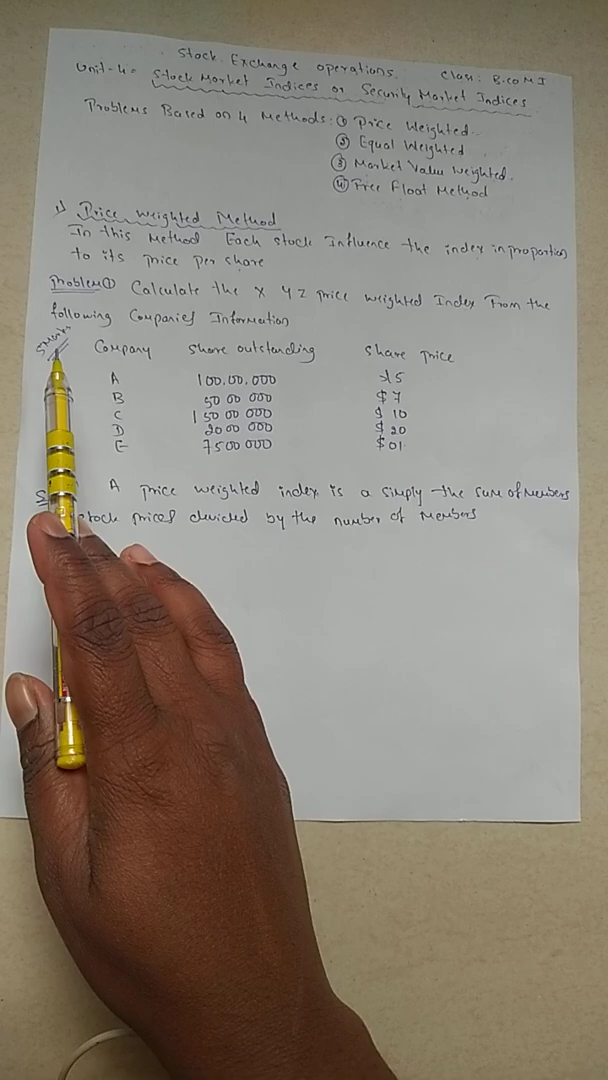 Stock Exchange operations. Class: B.com II
Unit-4= Stock Market Indices or Security Market Indices
Problems Based on 4 Methods: ① Price Weighted.
② Equal Weighted
③ Market Value Weighted.
④ Free Float Method
1) Price Weighted Method
In this Method Each stock Influence the index in proportion
to its price per share
Problem① Calculate the X Y Z price weighted Index From the
following Companies Information
Company share outstanding share price
A 100,00,000 $15
B 50 00 000 $ 7
C 150 00 000 $ 10
D 20 00 000 $ 20
E 7500 000 $ 01
A price weighted index is a simply the sum of Members
stock prices devided by the number of Members